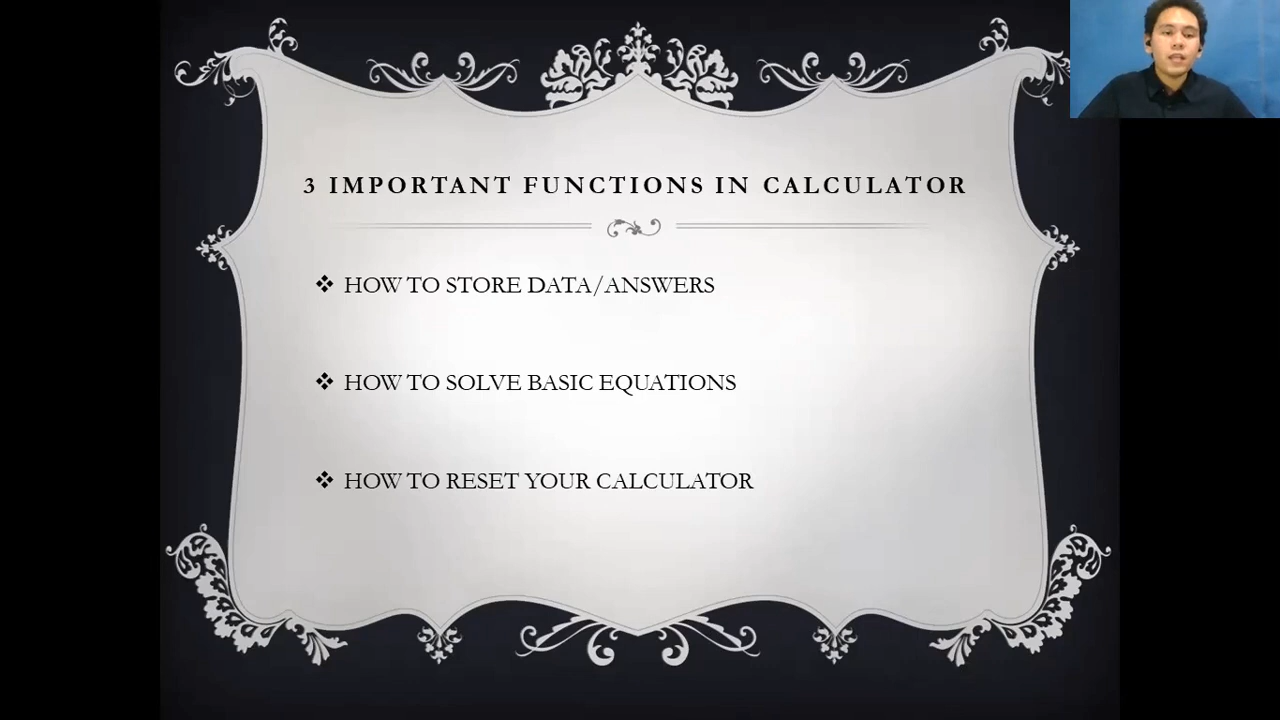 3 IMPORTANT FUNCTIONS IN CALCULATOR
HOW TO STORE DATA/ANSWERS
HOW TO SOLVE BASIC EQUATIONS
HOW TO RESET YOUR CALCULATOR